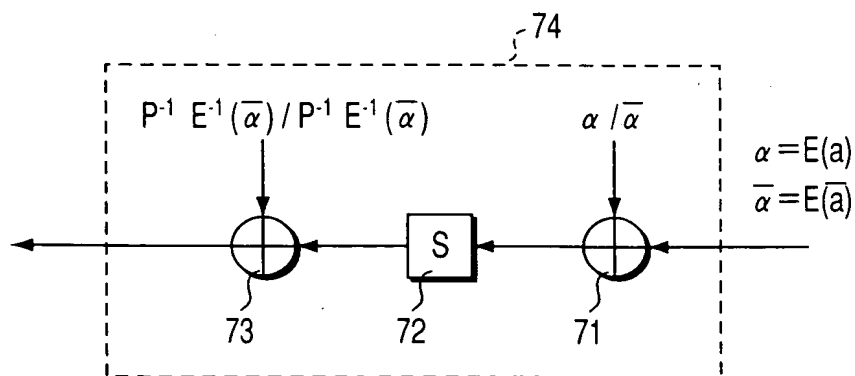 74
P⁻¹ E⁻¹(α̅) / P⁻¹ E⁻¹(α̅)
α / α̅
α = E(a)
α̅ = E(a̅)
S
73
72
71